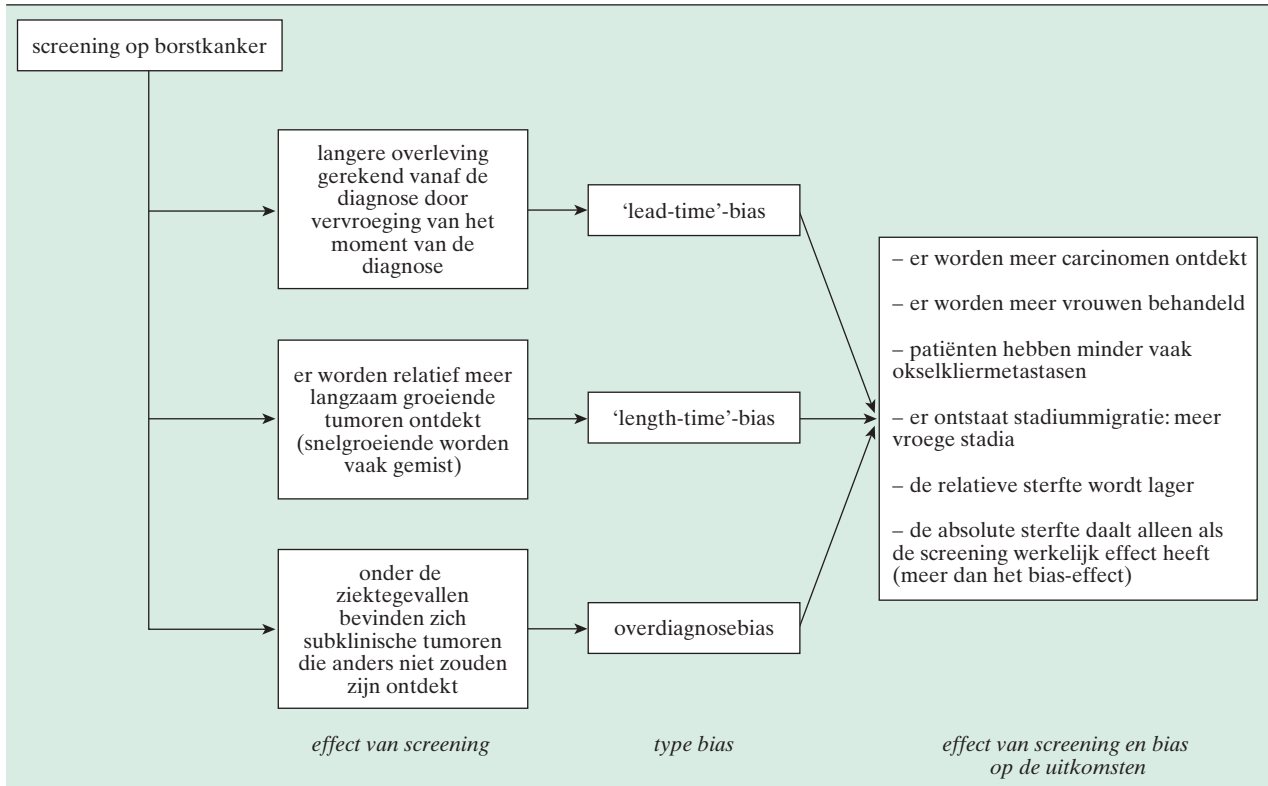 screening op borstkanker
langere overleving
gerekend vanaf de
diagnose door
vervroeging van het
moment van de
diagnose
‘lead-time’-bias
er worden relatief meer
langzaam groeiende
tumoren ontdekt
(snelgroeiende worden
vaak gemist)
‘length-time’-bias
onder de
ziektegevallen
bevinden zich
subklinische tumoren
die anders niet zouden
zijn ontdekt
overdiagnosebias
– er worden meer carcinomen ontdekt
– er worden meer vrouwen behandeld
– patiënten hebben minder vaak
okselkliermetastasen
– er ontstaat stadiummigratie: meer
vroege stadia
– de relatieve sterfte wordt lager
– de absolute sterfte daalt alleen als
de screening werkelijk effect heeft
(meer dan het bias-effect)
effect van screening
type bias
effect van screening en bias
op de uitkomsten